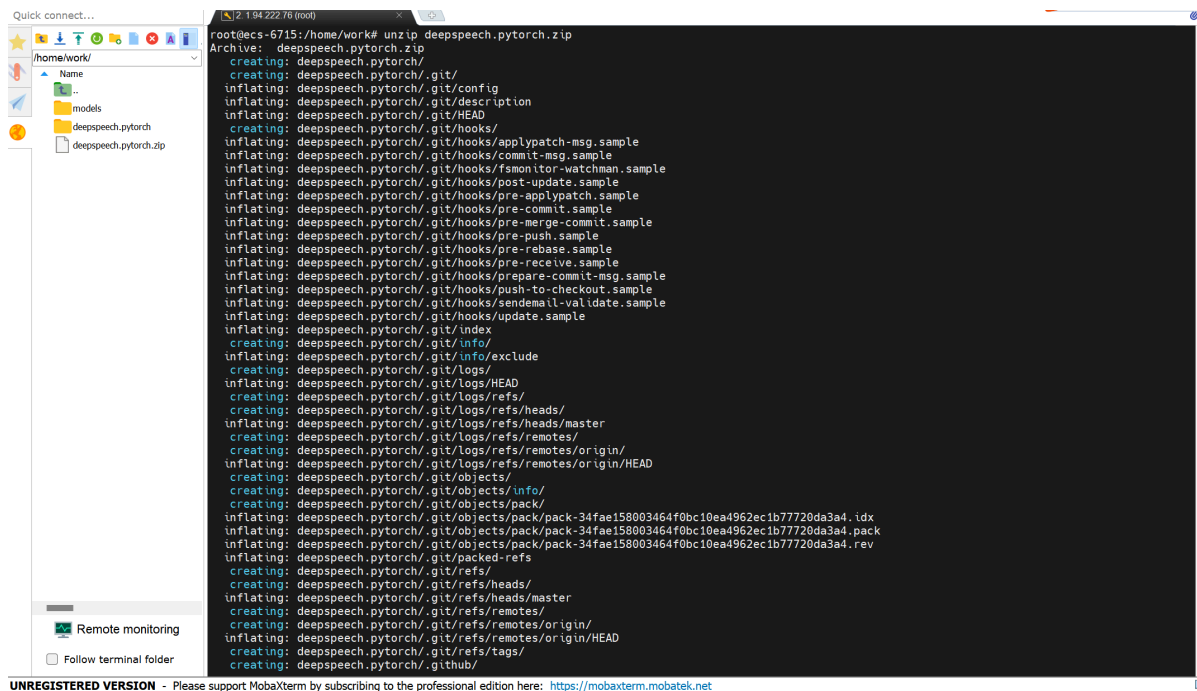 Quick connect...
2. 1.94.222.76 (root)
/home/work/
Name
..
models
deepspeech.pytorch
deepspeech.pytorch.zip
Remote monitoring
Follow terminal folder
root@ecs-6715:/home/work# unzip deepspeech.pytorch.zip
Archive:  deepspeech.pytorch.zip
creating: deepspeech.pytorch/
creating: deepspeech.pytorch/.git/
inflating: deepspeech.pytorch/.git/config
inflating: deepspeech.pytorch/.git/description
inflating: deepspeech.pytorch/.git/HEAD
creating: deepspeech.pytorch/.git/hooks/
inflating: deepspeech.pytorch/.git/hooks/applypatch-msg.sample
inflating: deepspeech.pytorch/.git/hooks/commit-msg.sample
inflating: deepspeech.pytorch/.git/hooks/fsmonitor-watchman.sample
inflating: deepspeech.pytorch/.git/hooks/post-update.sample
inflating: deepspeech.pytorch/.git/hooks/pre-applypatch.sample
inflating: deepspeech.pytorch/.git/hooks/pre-commit.sample
inflating: deepspeech.pytorch/.git/hooks/pre-merge-commit.sample
inflating: deepspeech.pytorch/.git/hooks/pre-push.sample
inflating: deepspeech.pytorch/.git/hooks/pre-rebase.sample
inflating: deepspeech.pytorch/.git/hooks/pre-receive.sample
inflating: deepspeech.pytorch/.git/hooks/prepare-commit-msg.sample
inflating: deepspeech.pytorch/.git/hooks/push-to-checkout.sample
inflating: deepspeech.pytorch/.git/hooks/sendemail-validate.sample
inflating: deepspeech.pytorch/.git/hooks/update.sample
inflating: deepspeech.pytorch/.git/index
creating: deepspeech.pytorch/.git/info/
inflating: deepspeech.pytorch/.git/info/exclude
creating: deepspeech.pytorch/.git/logs/
inflating: deepspeech.pytorch/.git/logs/HEAD
creating: deepspeech.pytorch/.git/logs/refs/
creating: deepspeech.pytorch/.git/logs/refs/heads/
inflating: deepspeech.pytorch/.git/logs/refs/heads/master
creating: deepspeech.pytorch/.git/logs/refs/remotes/
creating: deepspeech.pytorch/.git/logs/refs/remotes/origin/
inflating: deepspeech.pytorch/.git/logs/refs/remotes/origin/HEAD
creating: deepspeech.pytorch/.git/objects/
creating: deepspeech.pytorch/.git/objects/info/
creating: deepspeech.pytorch/.git/objects/pack/
inflating: deepspeech.pytorch/.git/objects/pack/pack-34fae158003464f0bc10ea4962ec1b77720da3a4.idx
inflating: deepspeech.pytorch/.git/objects/pack/pack-34fae158003464f0bc10ea4962ec1b77720da3a4.pack
inflating: deepspeech.pytorch/.git/objects/pack/pack-34fae158003464f0bc10ea4962ec1b77720da3a4.rev
inflating: deepspeech.pytorch/.git/packed-refs
creating: deepspeech.pytorch/.git/refs/
creating: deepspeech.pytorch/.git/refs/heads/
inflating: deepspeech.pytorch/.git/refs/heads/master
creating: deepspeech.pytorch/.git/refs/remotes/
creating: deepspeech.pytorch/.git/refs/remotes/origin/
inflating: deepspeech.pytorch/.git/refs/remotes/origin/HEAD
creating: deepspeech.pytorch/.git/refs/tags/
creating: deepspeech.pytorch/.github/
UNREGISTERED VERSION - Please support MobaXterm by subscribing to the professional edition here: https://mobaxterm.mobatek.net